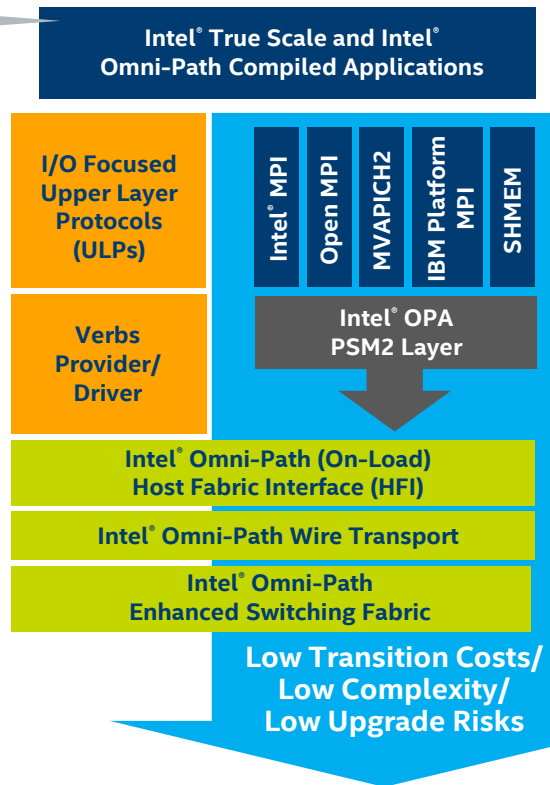 Intel® True Scale and Intel®
Omni-Path Compiled Applications
I/O Focused
Upper Layer
Protocols
(ULPs)
Intel® MPI
Open MPI
MVAPICH2
IBM Platform
MPI
SHMEM
Verbs
Provider/
Driver
Intel® OPA
PSM2 Layer
Intel® Omni-Path (On-Load)
Host Fabric Interface (HFI)
Intel® Omni-Path Wire Transport
Intel® Omni-Path
Enhanced Switching Fabric
Low Transition Costs/
Low Complexity/
Low Upgrade Risks